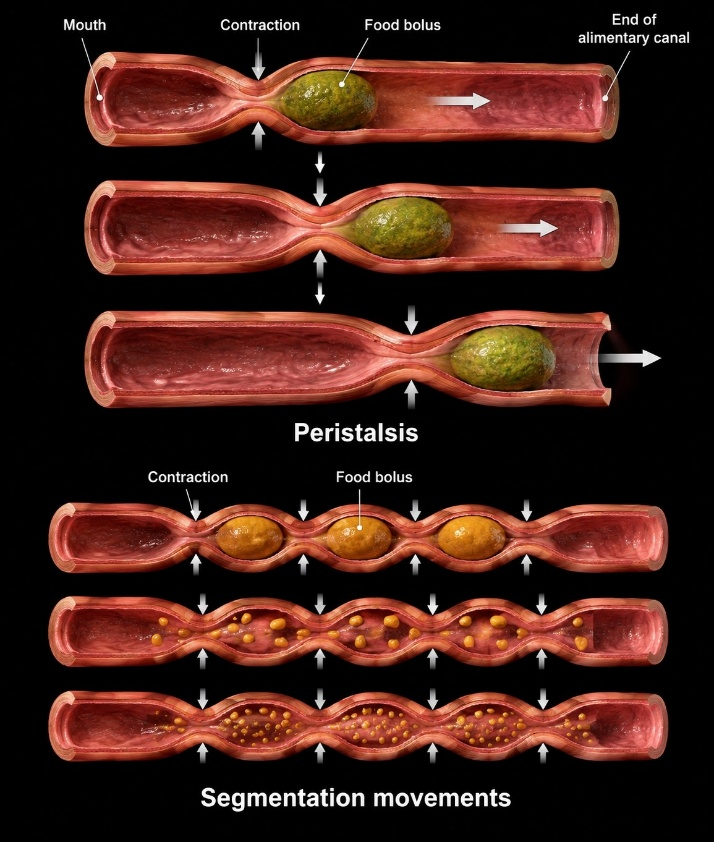 Mouth
Contraction
Food bolus
End of
alimentary canal
Peristalsis
Contraction
Food bolus
Segmentation movements